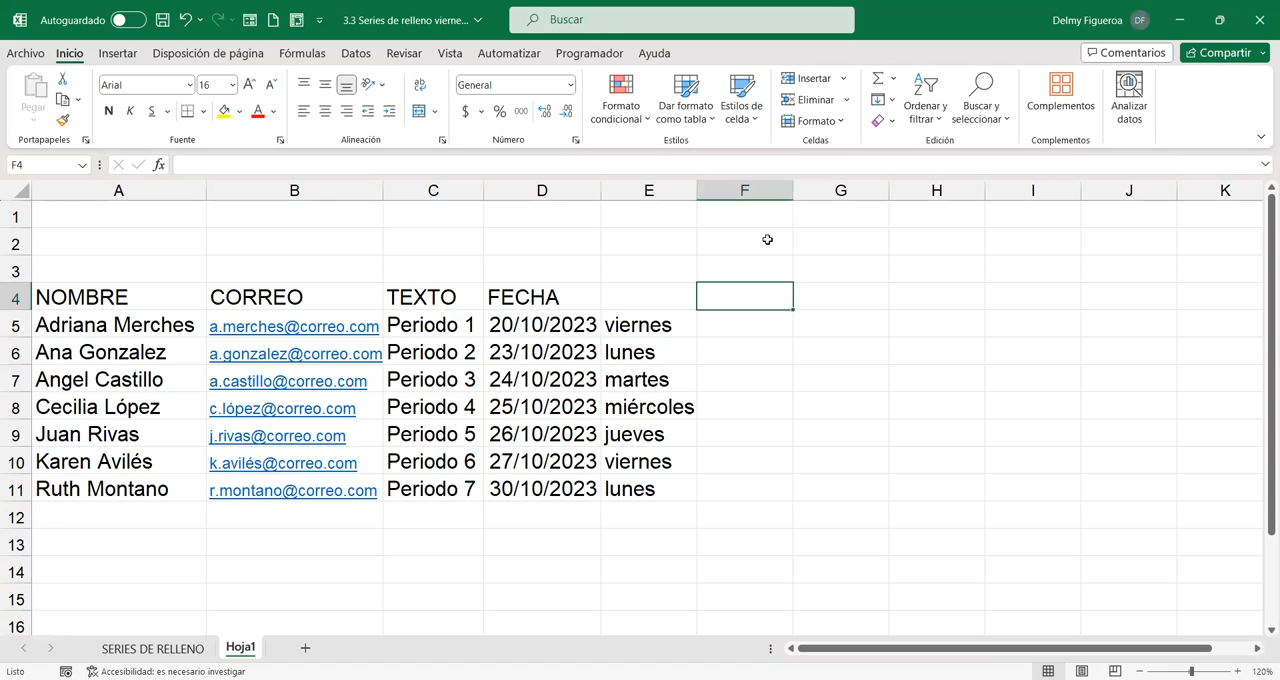 Autoguardado 3.3 Series de relleno vierne... Buscar Delmy Figueroa DF
Archivo Inicio Insertar Disposición de página Fórmulas Datos Revisar Vista Automatizar Programador Ayuda Comentarios Compartir
Pegar
Portapapeles
Arial 16
N K S A
Fuente
Alineación
General
$ % 000
Número
Formato condicional
Dar formato como tabla
Estilos de celda
Estilos
Insertar
Eliminar
Formato
Celdas
Ordenar y filtrar
Buscar y seleccionar
Edición
Complementos
Complementos
Analizar datos
F4 fx
A B C D E F G H I J K
1
2
3
4 NOMBRE CORREO TEXTO FECHA
5 Adriana Merches a.merches@correo.com Periodo 1 20/10/2023 viernes
6 Ana Gonzalez a.gonzalez@correo.com Periodo 2 23/10/2023 lunes
7 Angel Castillo a.castillo@correo.com Periodo 3 24/10/2023 martes
8 Cecilia López c.lópez@correo.com Periodo 4 25/10/2023 miércoles
9 Juan Rivas j.rivas@correo.com Periodo 5 26/10/2023 jueves
10 Karen Avilés k.avilés@correo.com Periodo 6 27/10/2023 viernes
11 Ruth Montano r.montano@correo.com Periodo 7 30/10/2023 lunes
12
13
14
15
16
SERIES DE RELLENO Hoja1
Listo Accesibilidad: es necesario investigar 120%